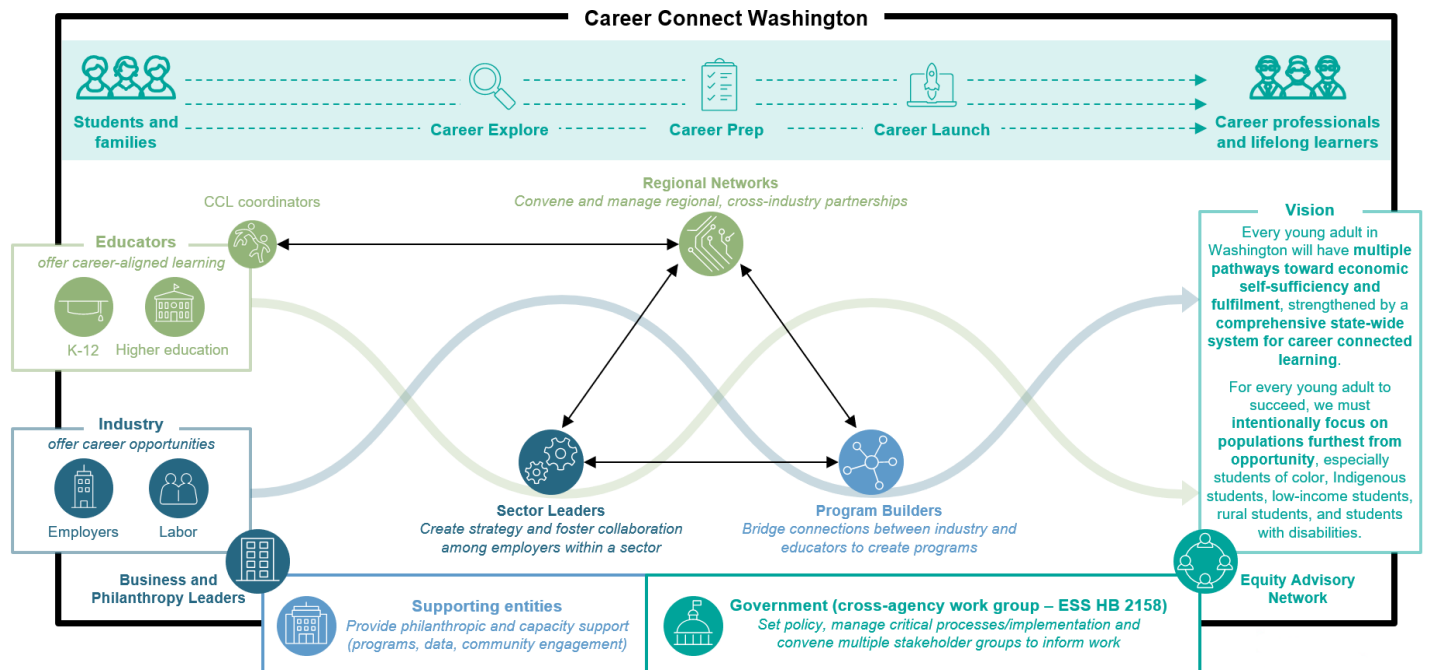 Career Connect Washington
Students and
families
Career Explore
Career Prep
Career Launch
Career professionals
and lifelong learners
CCL coordinators
Regional Networks
Convene and manage regional, cross-industry partnerships
Educators
offer career-aligned learning
K-12
Higher education
Industry
offer career opportunities
Employers
Labor
Business and
Philanthropy Leaders
Sector Leaders
Create strategy and foster collaboration
among employers within a sector
Program Builders
Bridge connections between industry and
educators to create programs
Vision
Every young adult in
Washington will have multiple
pathways toward economic
self-sufficiency and
fulfilment, strengthened by a
comprehensive state-wide
system for career connected
learning.
For every young adult to
succeed, we must
intentionally focus on
populations furthest from
opportunity, especially
students of color, Indigenous
students, low-income students,
rural students, and students
with disabilities.
Equity Advisory
Network
Supporting entities
Provide philanthropic and capacity support
(programs, data, community engagement)
Government (cross-agency work group – ESS HB 2158)
Set policy, manage critical processes/implementation and
convene multiple stakeholder groups to inform work